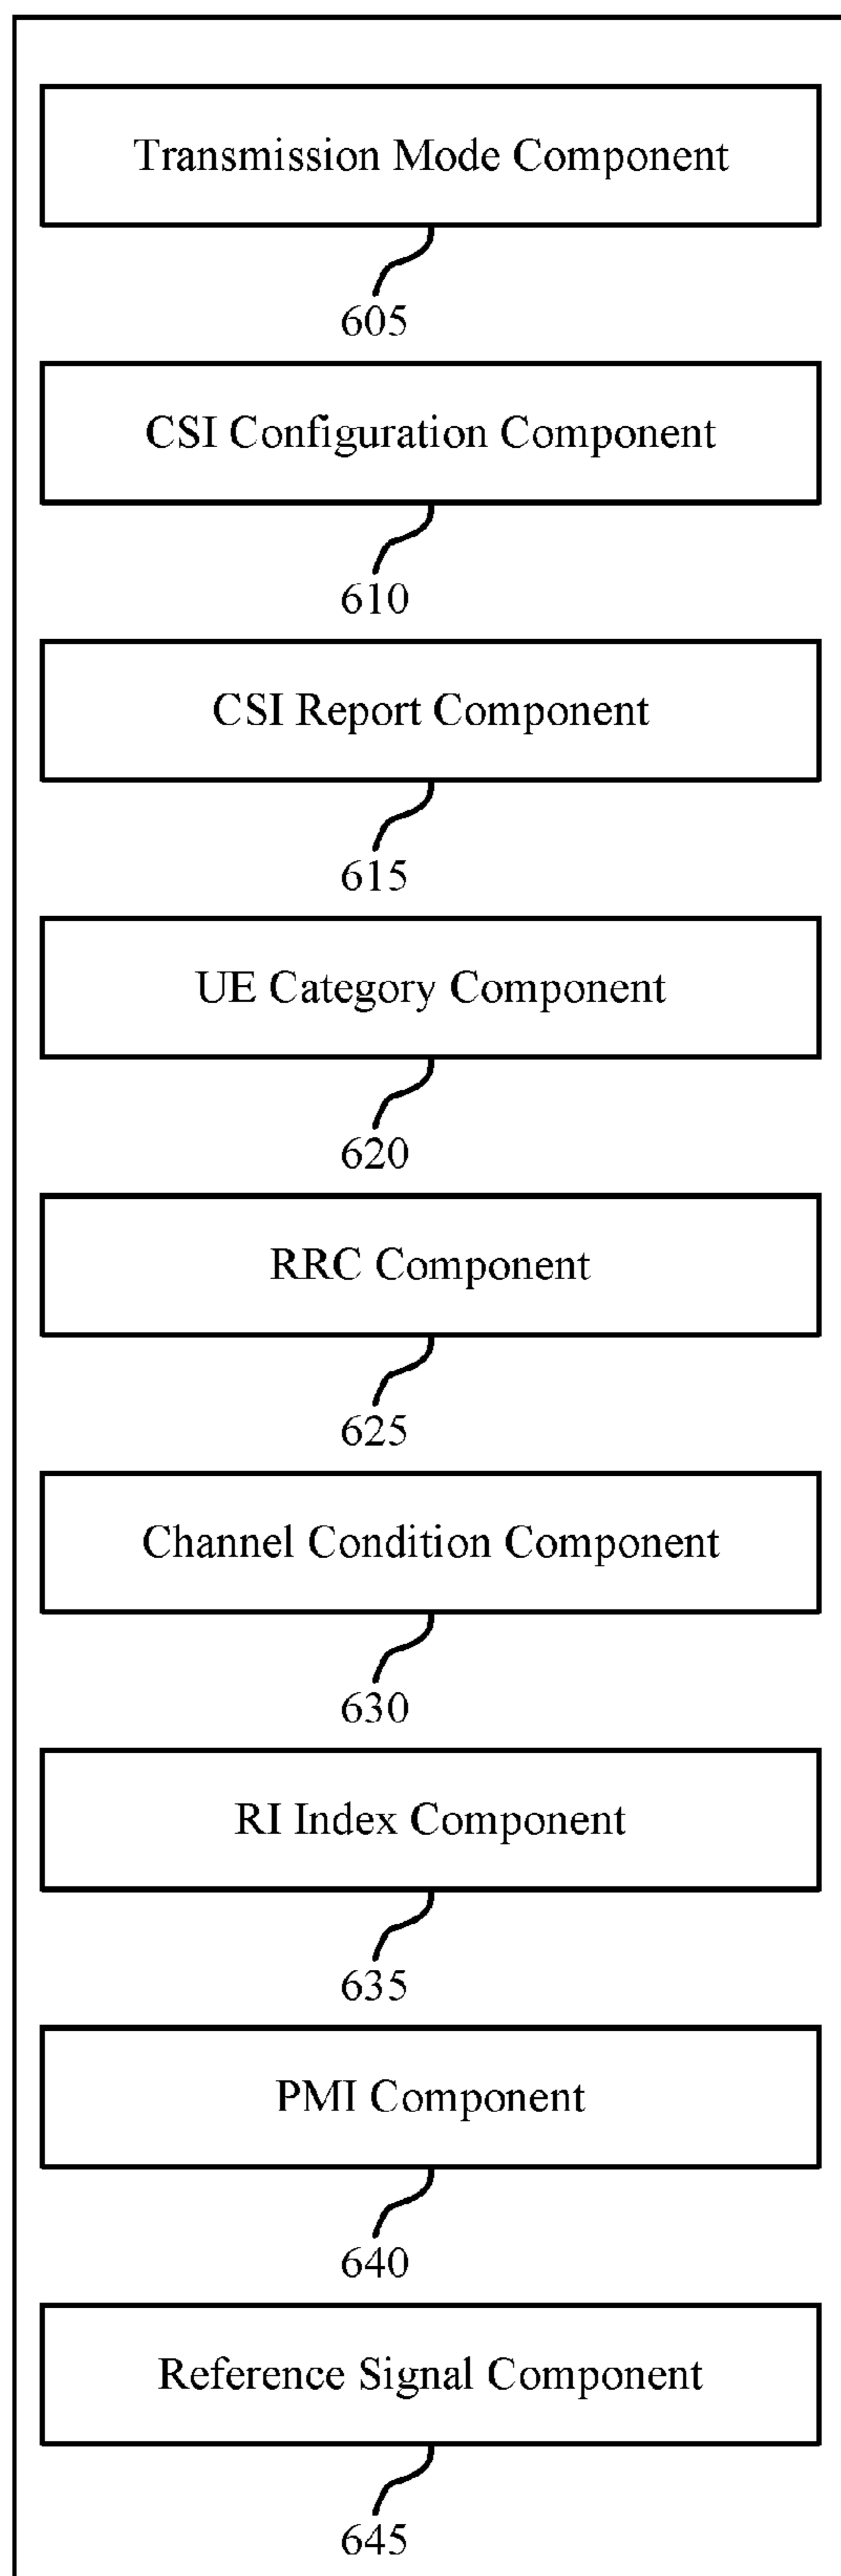 Transmission Mode Component
605
CSI Configuration Component
610
CSI Report Component
615
UE Category Component
620
RRC Component
625
Channel Condition Component
630
RI Index Component
635
PMI Component
640
Reference Signal Component
645